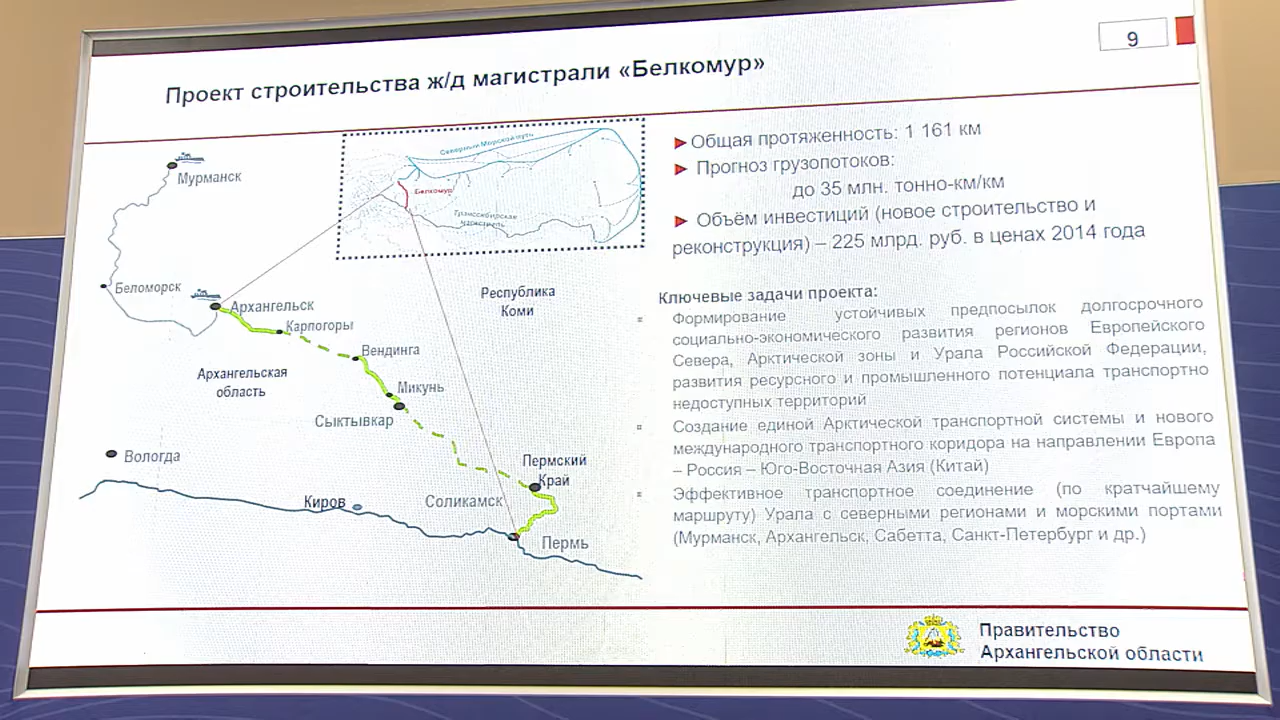 9
Проект строительства ж/д магистрали «Белкомур»
Северный Морской путь
Белкомур
Транссибирская
магистраль
Мурманск
Беломорск
Архангельск
Карпогоры
Вендинга
Микунь
Сыктывкар
Архангельская
область
Республика
Коми
Вологда
Киров
Соликамск
Пермский
Край
Пермь
Общая протяженность: 1 161 км
Прогноз грузопотоков:
до 35 млн. тонно-км/км
Объём инвестиций (новое строительство и
реконструкция) – 225 млрд. руб. в ценах 2014 года
Ключевые задачи проекта:
Формирование устойчивых предпосылок долгосрочного
социально-экономического развития регионов Европейского
Севера, Арктической зоны и Урала Российской Федерации,
развития ресурсного и промышленного потенциала транспортно
недоступных территорий
Создание единой Арктической транспортной системы и нового
международного транспортного коридора на направлении Европа
– Россия – Юго-Восточная Азия (Китай)
Эффективное транспортное соединение (по кратчайшему
маршруту) Урала с северными регионами и морскими портами
(Мурманск, Архангельск, Сабетта, Санкт-Петербург и др.)
Правительство
Архангельской области